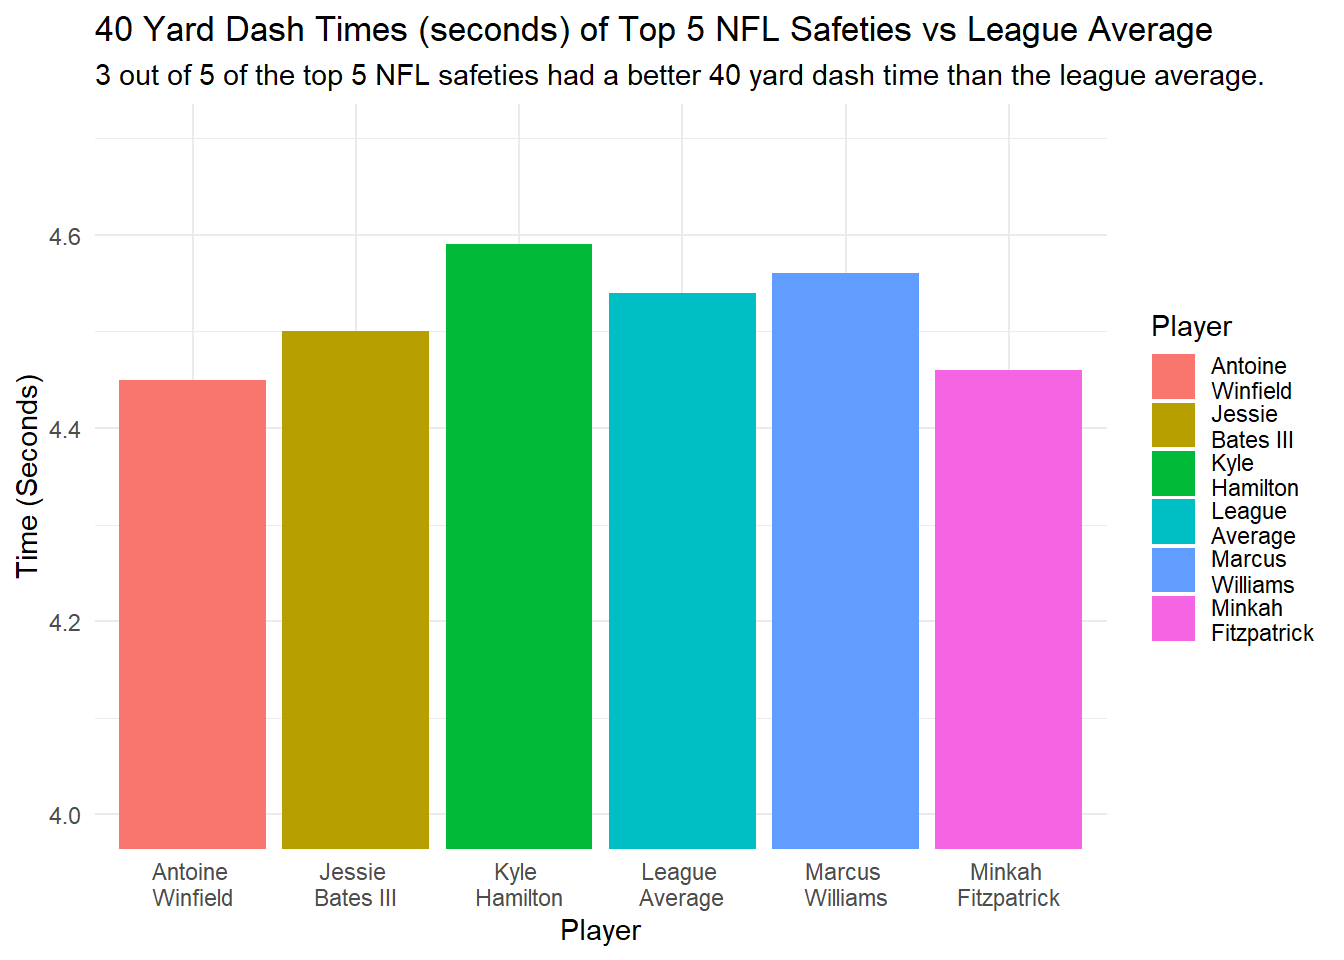 40 Yard Dash Times (seconds) of Top 5 NFL Safeties vs League Average
3 out of 5 of the top 5 NFL safeties had a better 40 yard dash time than the league average.
Time (Seconds)
4.6
4.4
4.2
4.0
Antoine
Winfield
Jessie
Bates III
Kyle
Hamilton
League
Average
Marcus
Williams
Minkah
Fitzpatrick
Player
Player
Antoine
Winfield
Jessie
Bates III
Kyle
Hamilton
League
Average
Marcus
Williams
Minkah
Fitzpatrick